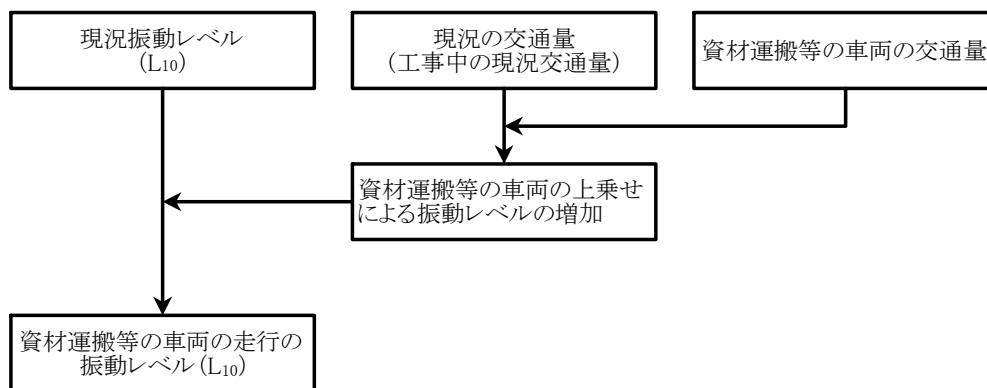 現況振動レベル
(L10)
現況の交通量
(工事中の現況交通量)
資材運搬等の車両の交通量
資材運搬等の車両の上乗せ
による振動レベルの増加
資材運搬等の車両の走行の
振動レベル(L10)